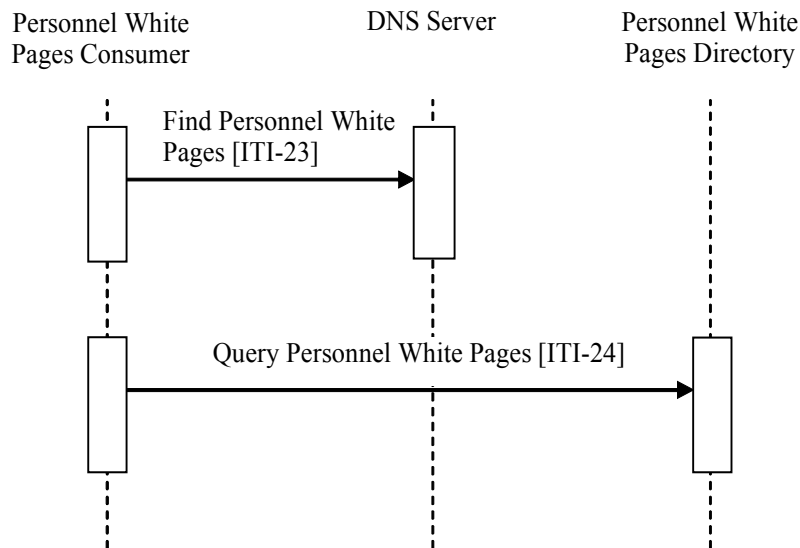 Personnel White
Pages Consumer
DNS Server
Personnel White
Pages Directory
Find Personnel White
Pages [ITI-23]
Query Personnel White Pages [ITI-24]